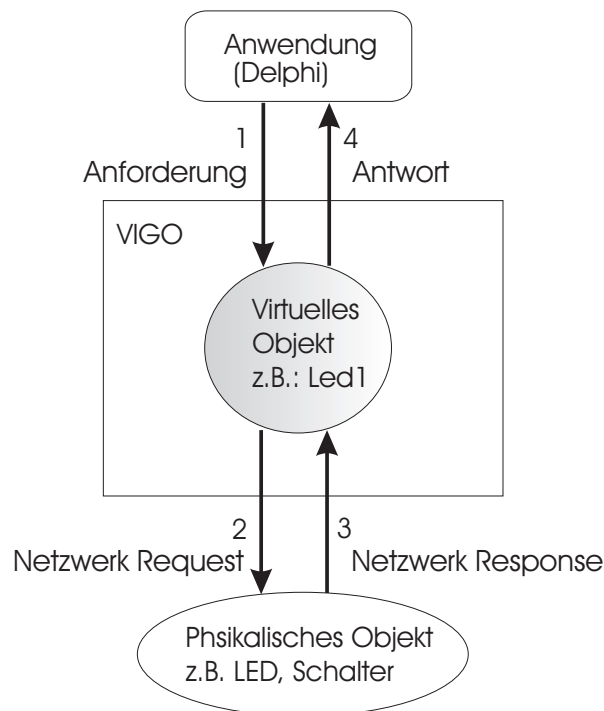 Anwendung
(Delphi)
1
4
Anforderung
Antwort
VIGO
Virtuelles
Objekt
z.B.: Led1
2
3
Netzwerk Request
Netzwerk Response
Phsikalisches Objekt
z.B. LED, Schalter